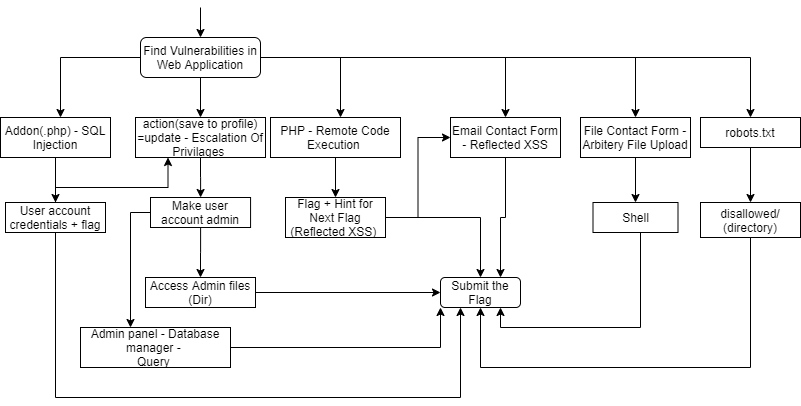 Find Vulnerabilities in
Web Application
Addon(.php) - SQL
Injection
action(save to profile)
=update - Escalation Of
Privilages
PHP - Remote Code
Execution
Email Contact Form
- Reflected XSS
File Contact Form -
Arbitery File Upload
robots.txt
User account
credentials + flag
Make user
account admin
Flag + Hint for
Next Flag
(Reflected XSS)
Shell
disallowed/
(directory)
Access Admin files
(Dir)
Submit the
Flag
Admin panel - Database
manager -
Query